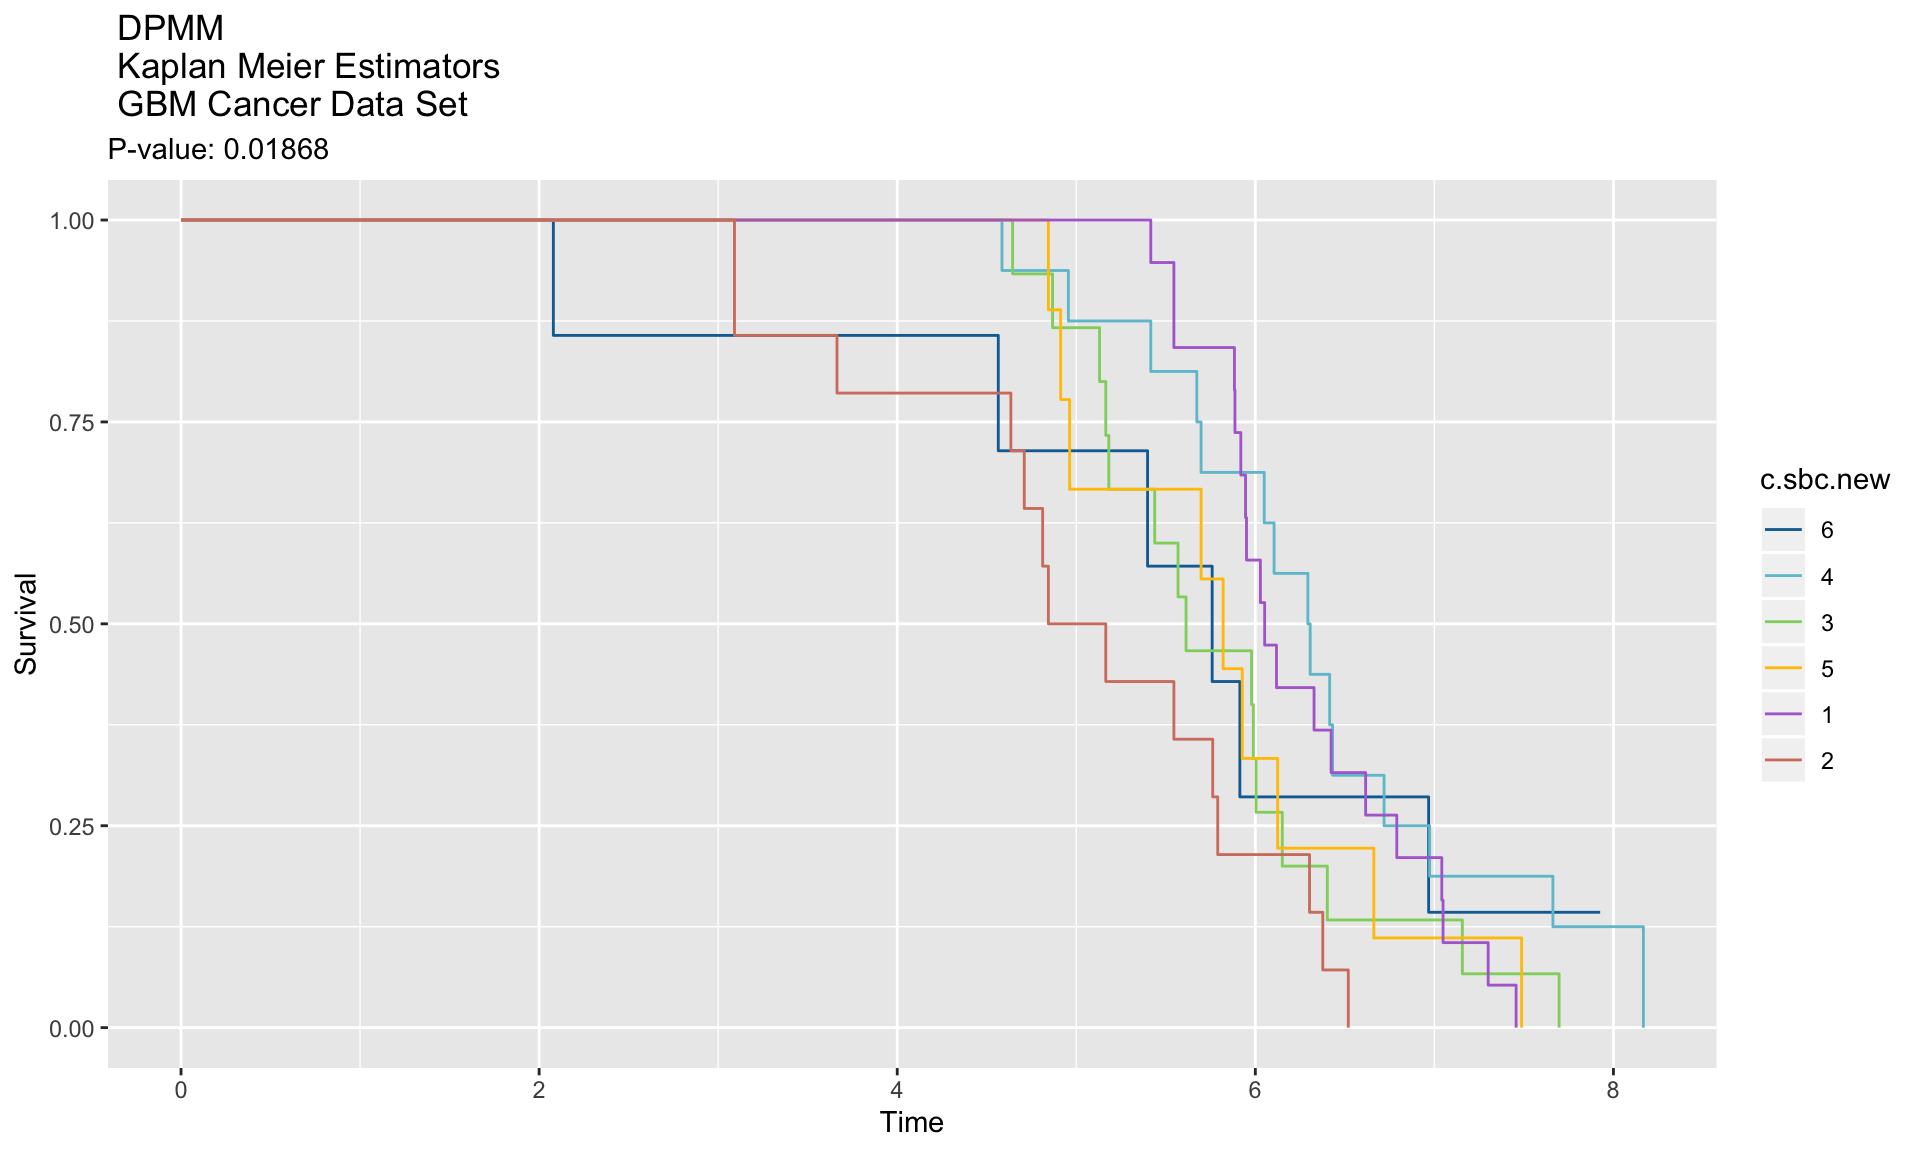 DPMM
Kaplan Meier Estimators
GBM Cancer Data Set
P-value: 0.01868
1.00
0.75
0.50
0.25
0.00
Survival
0 2 4 6 8
Time
c.sbc.new
6
4
3
5
1
2